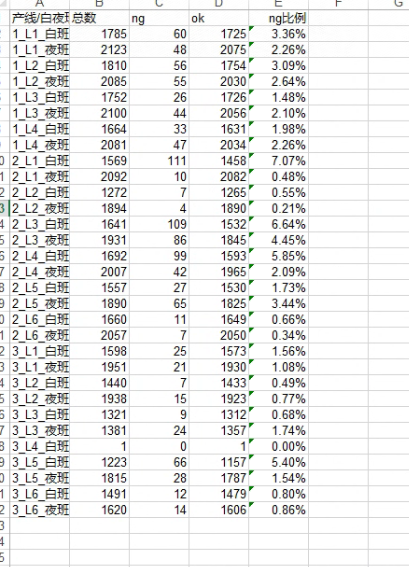 A B C D E F G
产线/白夜班 总数 ng ok ng比例
1_L1_白班 1785 60 1725 3.36%
1_L1_夜班 2123 48 2075 2.26%
1_L2_白班 1810 56 1754 3.09%
1_L2_夜班 2085 55 2030 2.64%
1_L3_白班 1752 26 1726 1.48%
1_L3_夜班 2100 44 2056 2.10%
1_L4_白班 1664 33 1631 1.98%
1_L4_夜班 2081 47 2034 2.26%
2_L1_白班 1569 111 1458 7.07%
2_L1_夜班 2092 10 2082 0.48%
2_L2_白班 1272 7 1265 0.55%
2_L2_夜班 1894 4 1890 0.21%
2_L3_白班 1641 109 1532 6.64%
2_L3_夜班 1931 86 1845 4.45%
2_L4_白班 1692 99 1593 5.85%
2_L4_夜班 2007 42 1965 2.09%
2_L5_白班 1557 27 1530 1.73%
2_L5_夜班 1890 65 1825 3.44%
2_L6_白班 1660 11 1649 0.66%
2_L6_夜班 2057 7 2050 0.34%
3_L1_白班 1598 25 1573 1.56%
3_L1_夜班 1951 21 1930 1.08%
3_L2_白班 1440 7 1433 0.49%
3_L2_夜班 1938 15 1923 0.77%
3_L3_白班 1321 9 1312 0.68%
3_L3_夜班 1381 24 1357 1.74%
3_L4_白班 1 0 1 0.00%
3_L5_白班 1223 66 1157 5.40%
3_L5_夜班 1815 28 1787 1.54%
3_L6_白班 1491 12 1479 0.80%
3_L6_夜班 1620 14 1606 0.86%